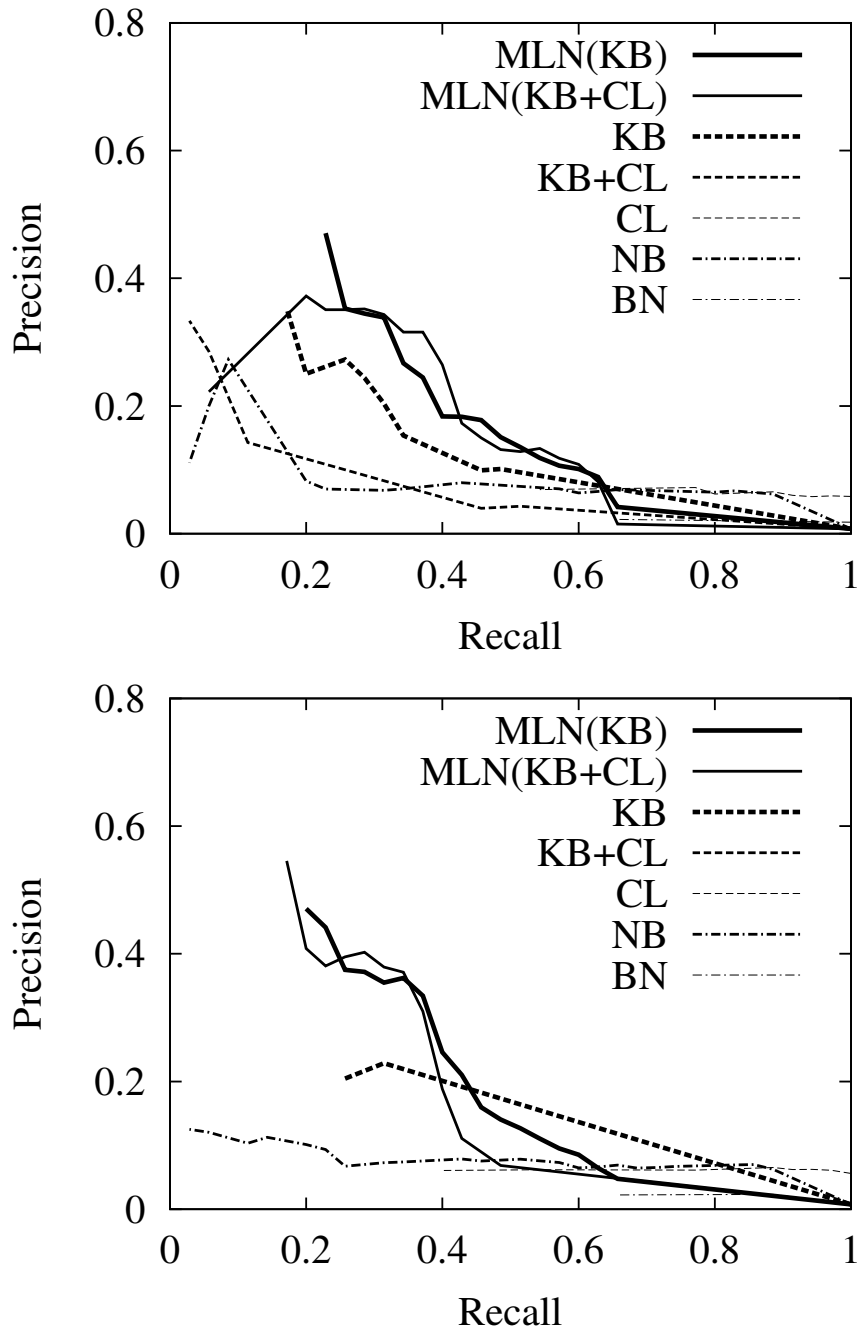 0.8
MLN(KB)
MLN(KB+CL)
0.6
KB
KB+CL
CL
0.4
NB
BN
0.2
0
Precision
0 0.2 0.4 0.6 0.8 1
Recall
0.8
MLN(KB)
MLN(KB+CL)
0.6
KB
KB+CL
CL
0.4
NB
BN
0.2
0
Precision
0 0.2 0.4 0.6 0.8 1
Recall